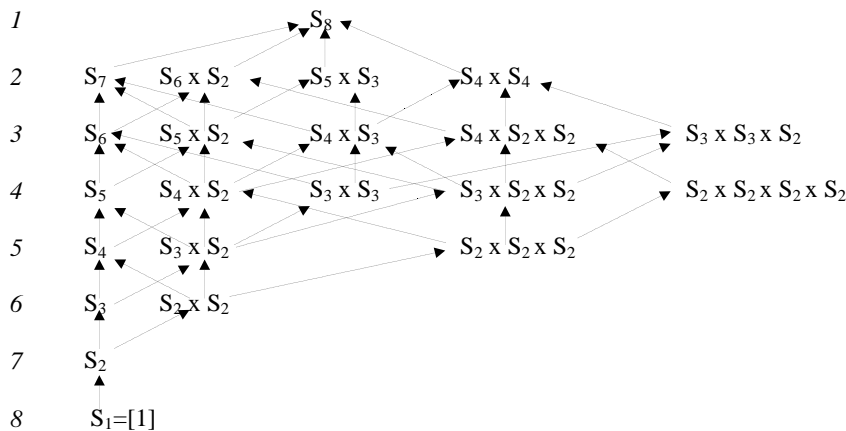 1 S₈
2 S₇ S₆ x S₂ S₅ x S₃ S₄ x S₄
3 S₆ S₅ x S₂ S₄ x S₃ S₄ x S₂ x S₂ S₃ x S₃ x S₂
4 S₅ S₄ x S₂ S₃ x S₃ S₃ x S₂ x S₂ S₂ x S₂ x S₂ x S₂
5 S₄ S₃ x S₂ S₂ x S₂ x S₂
6 S₃ S₂ x S₂
7 S₂
8 S₁=[1]